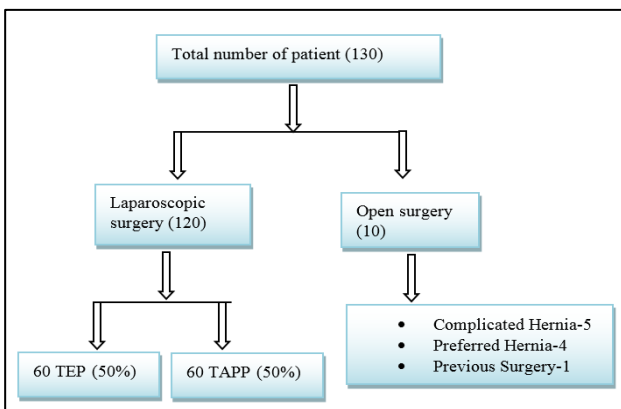 Total number of patient (130)
Laparoscopic
surgery (120)
Open surgery
(10)
60 TEP (50%)
60 TAPP (50%)
• Complicated Hernia-5
• Preferred Hernia-4
• Previous Surgery-1